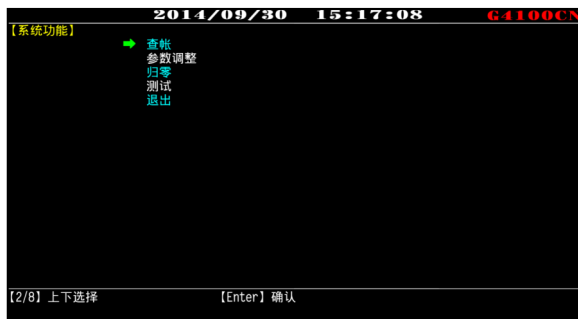 2014/09/30 15:17:08 G4100CN
【系统功能】
查帐
参数调整
归零
测试
退出
【2/8】上下选择 【Enter】确认